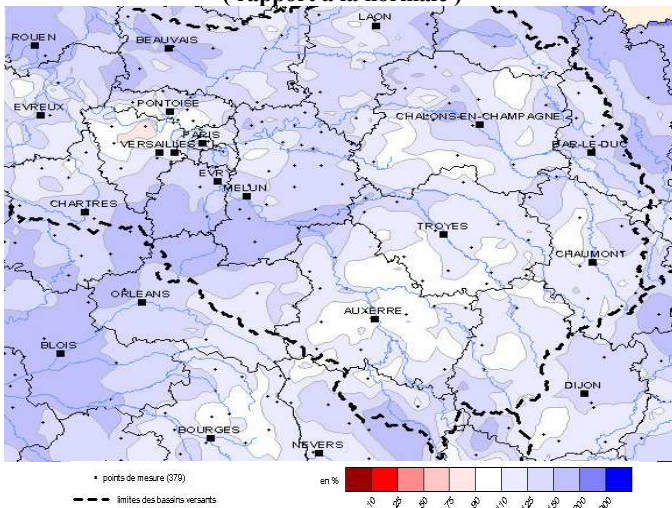 ( rapport à la normale )
ROUEN
LAON
BEAUVAIS
EVREUX
PONTOISE
CHALONS-EN-CHAMPAGNE
PARIS
VERSAILLES
BAR-LE-DUC
EVR
MELUN
CHARTRES
TROYES
CHAUMONT
ORLEANS
AUXERRE
BLOIS
DIJON
BOURGES
NEVERS
points de mesure (379)
limites des bassins versants
en %
10 25 50 75 90 110 125 150 200 300